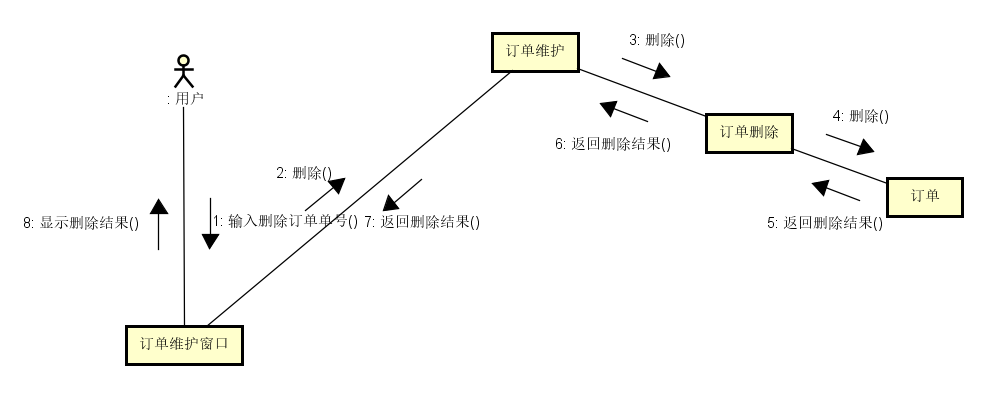 订单维护
3: 删除()
: 用户
订单删除
4: 删除()
6: 返回删除结果()
2: 删除()
订单
8: 显示删除结果()
1: 输入删除订单单号()
7: 返回删除结果()
5: 返回删除结果()
订单维护窗口